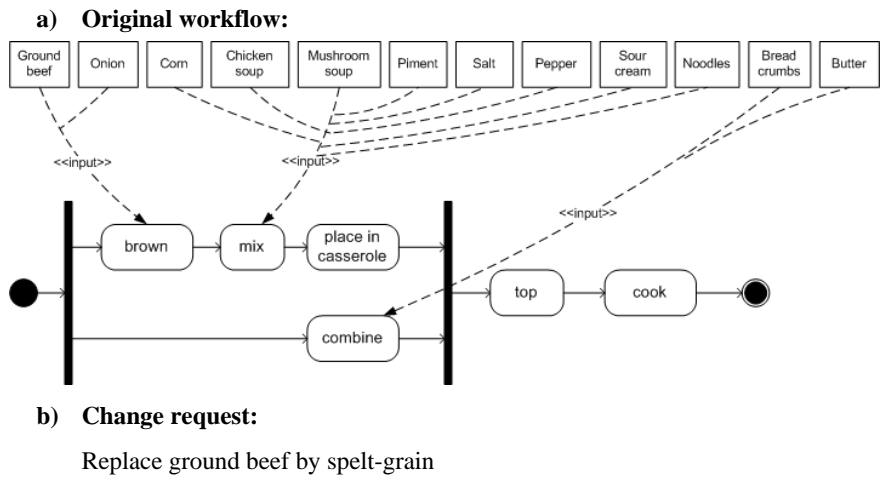 a) Original workflow:
Ground beef
Onion
Corn
Chicken soup
Mushroom soup
Piment
Salt
Pepper
Sour cream
Noodles
Bread crumbs
Butter
<<input>>
<<input>>
<<input>>
brown
mix
place in casserole
top
cook
combine
b) Change request:
Replace ground beef by spelt-grain